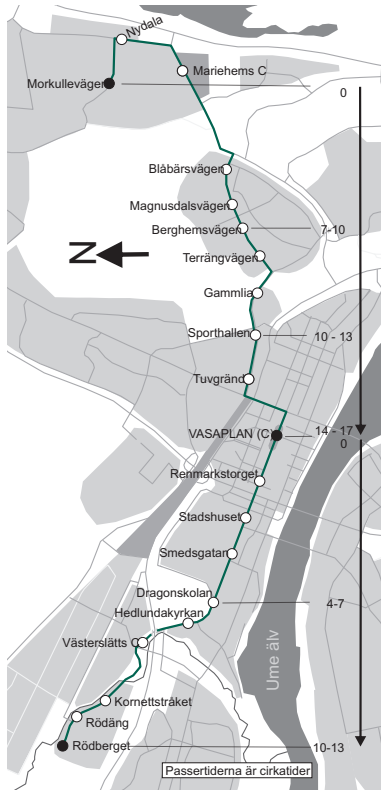 Nydala
Mariehems C
Morkullevägen
0
Blåbärsvägen
Magnusdalsvägen
Berghemsvägen
7-10
N
Terrängvägen
Gammlia
Sporthallen
10 - 13
Tuvgränd
14 - 17
VASAPLAN (C)
0
Renmarkstorget
Stadshuset
Smedsgatan
Dragonskolan
4-7
Hedlundakyrkan
Västerslätts C
Ume älv
Kornettstråket
Rödäng
Rödberget
10-13
Passertiderna är cirkatider